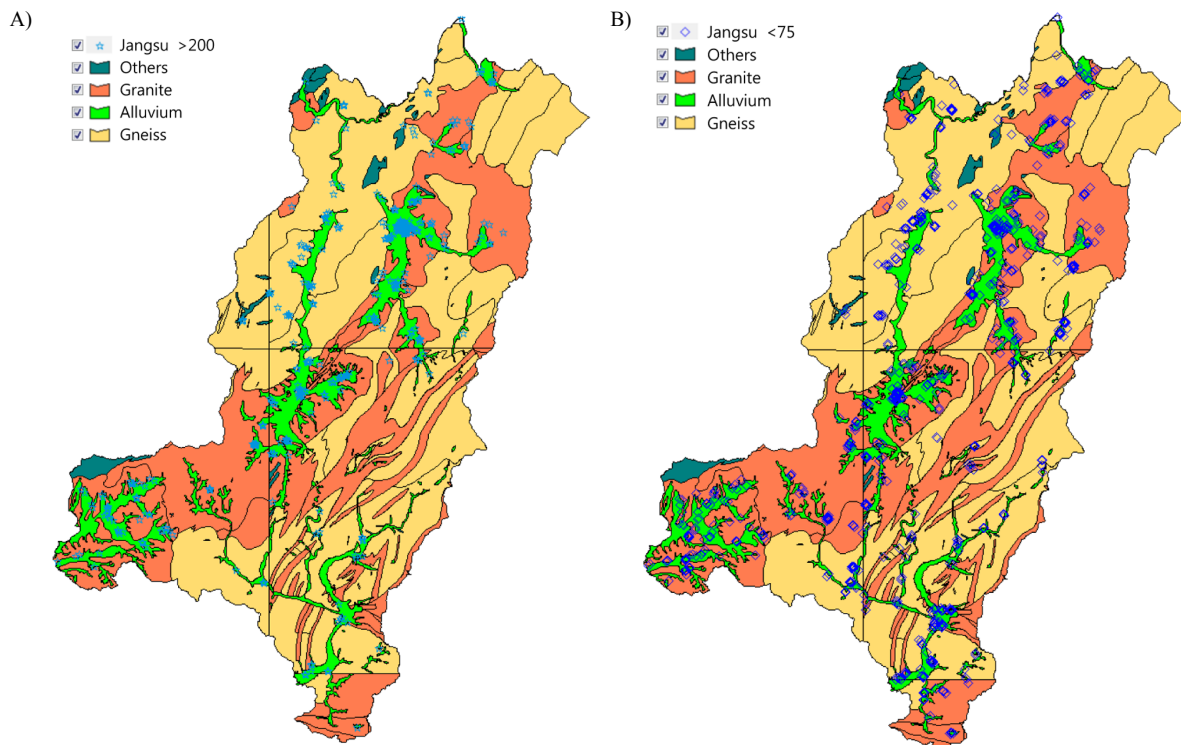 A)
Jangsu >200
Others
Granite
Alluvium
Gneiss
B)
Jangsu <75
Others
Granite
Alluvium
Gneiss